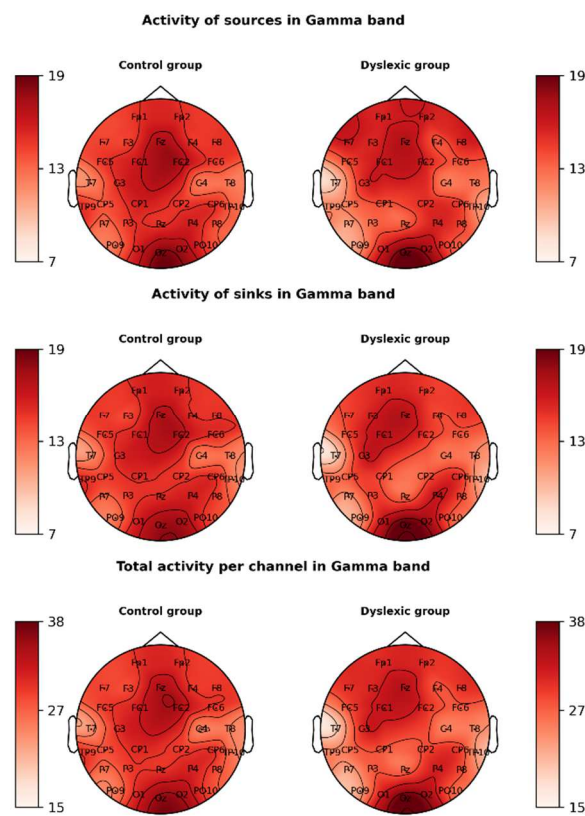 Activity of sources in Gamma band
Control group
Dyslexic group
19
13
7
Fp1 Fp2
F7 F3 Fz F4 F8
FC5 FC1 FC2 FC6
T7 C3 C4 T8
TP9 CP5 CP1 CP2 CP6 TP10
P7 P3 Pz P4 P8
PO9 O1 Oz O2 PO10
Fp1 Fp2
F7 F3 Fz F4 F8
FC5 FC1 FC2 FC6
T7 C3 C4 T8
TP9 CP5 CP1 CP2 CP6 TP10
P7 P3 Pz P4 P8
PO9 O1 Oz O2 PO10
19
13
7
Activity of sinks in Gamma band
Control group
Dyslexic group
19
13
7
Fp1 Fp2
F7 F3 Fz F4 F8
FC5 FC1 FC2 FC6
T7 C3 C4 T8
TP9 CP5 CP1 CP2 CP6 TP10
P7 P3 Pz P4 P8
PO9 O1 Oz O2 PO10
Fp1 Fp2
F7 F3 Fz F4 F8
FC5 FC1 FC2 FC6
T7 C3 C4 T8
TP9 CP5 CP1 CP2 CP6 TP10
P7 P3 Pz P4 P8
PO9 O1 Oz O2 PO10
19
13
7
Total activity per channel in Gamma band
Control group
Dyslexic group
38
27
15
Fp1 Fp2
F7 F3 Fz F4 F8
FC5 FC1 FC2 FC6
T7 C3 C4 T8
TP9 CP5 CP1 CP2 CP6 TP10
P7 P3 Pz P4 P8
PO9 O1 Oz O2 PO10
Fp1 Fp2
F7 F3 Fz F4 F8
FC5 FC1 FC2 FC6
T7 C3 C4 T8
TP9 CP5 CP1 CP2 CP6 TP10
P7 P3 Pz P4 P8
PO9 O1 Oz O2 PO10
38
27
15